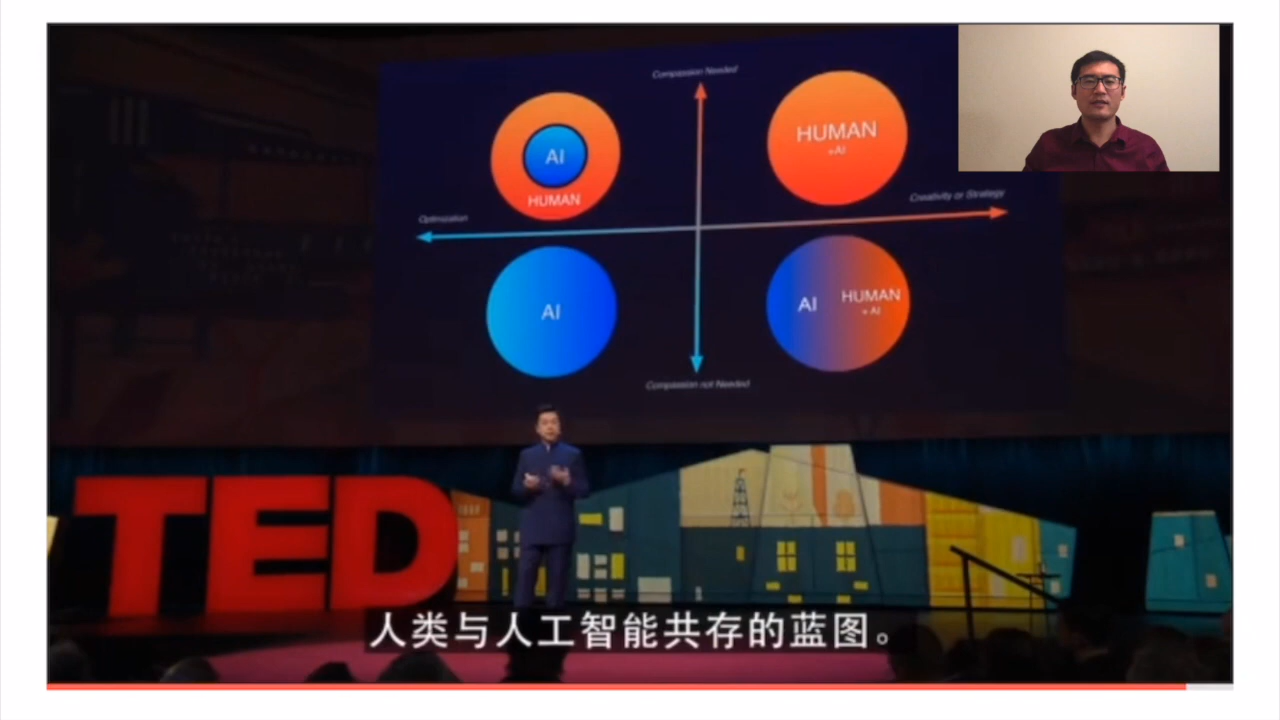 Compassion Needed
HUMAN
+AI
AI
HUMAN
Creativity or Strategy
Optimization
AI
AI
HUMAN
+ AI
Compassion not Needed
TED
人类与人工智能共存的蓝图。